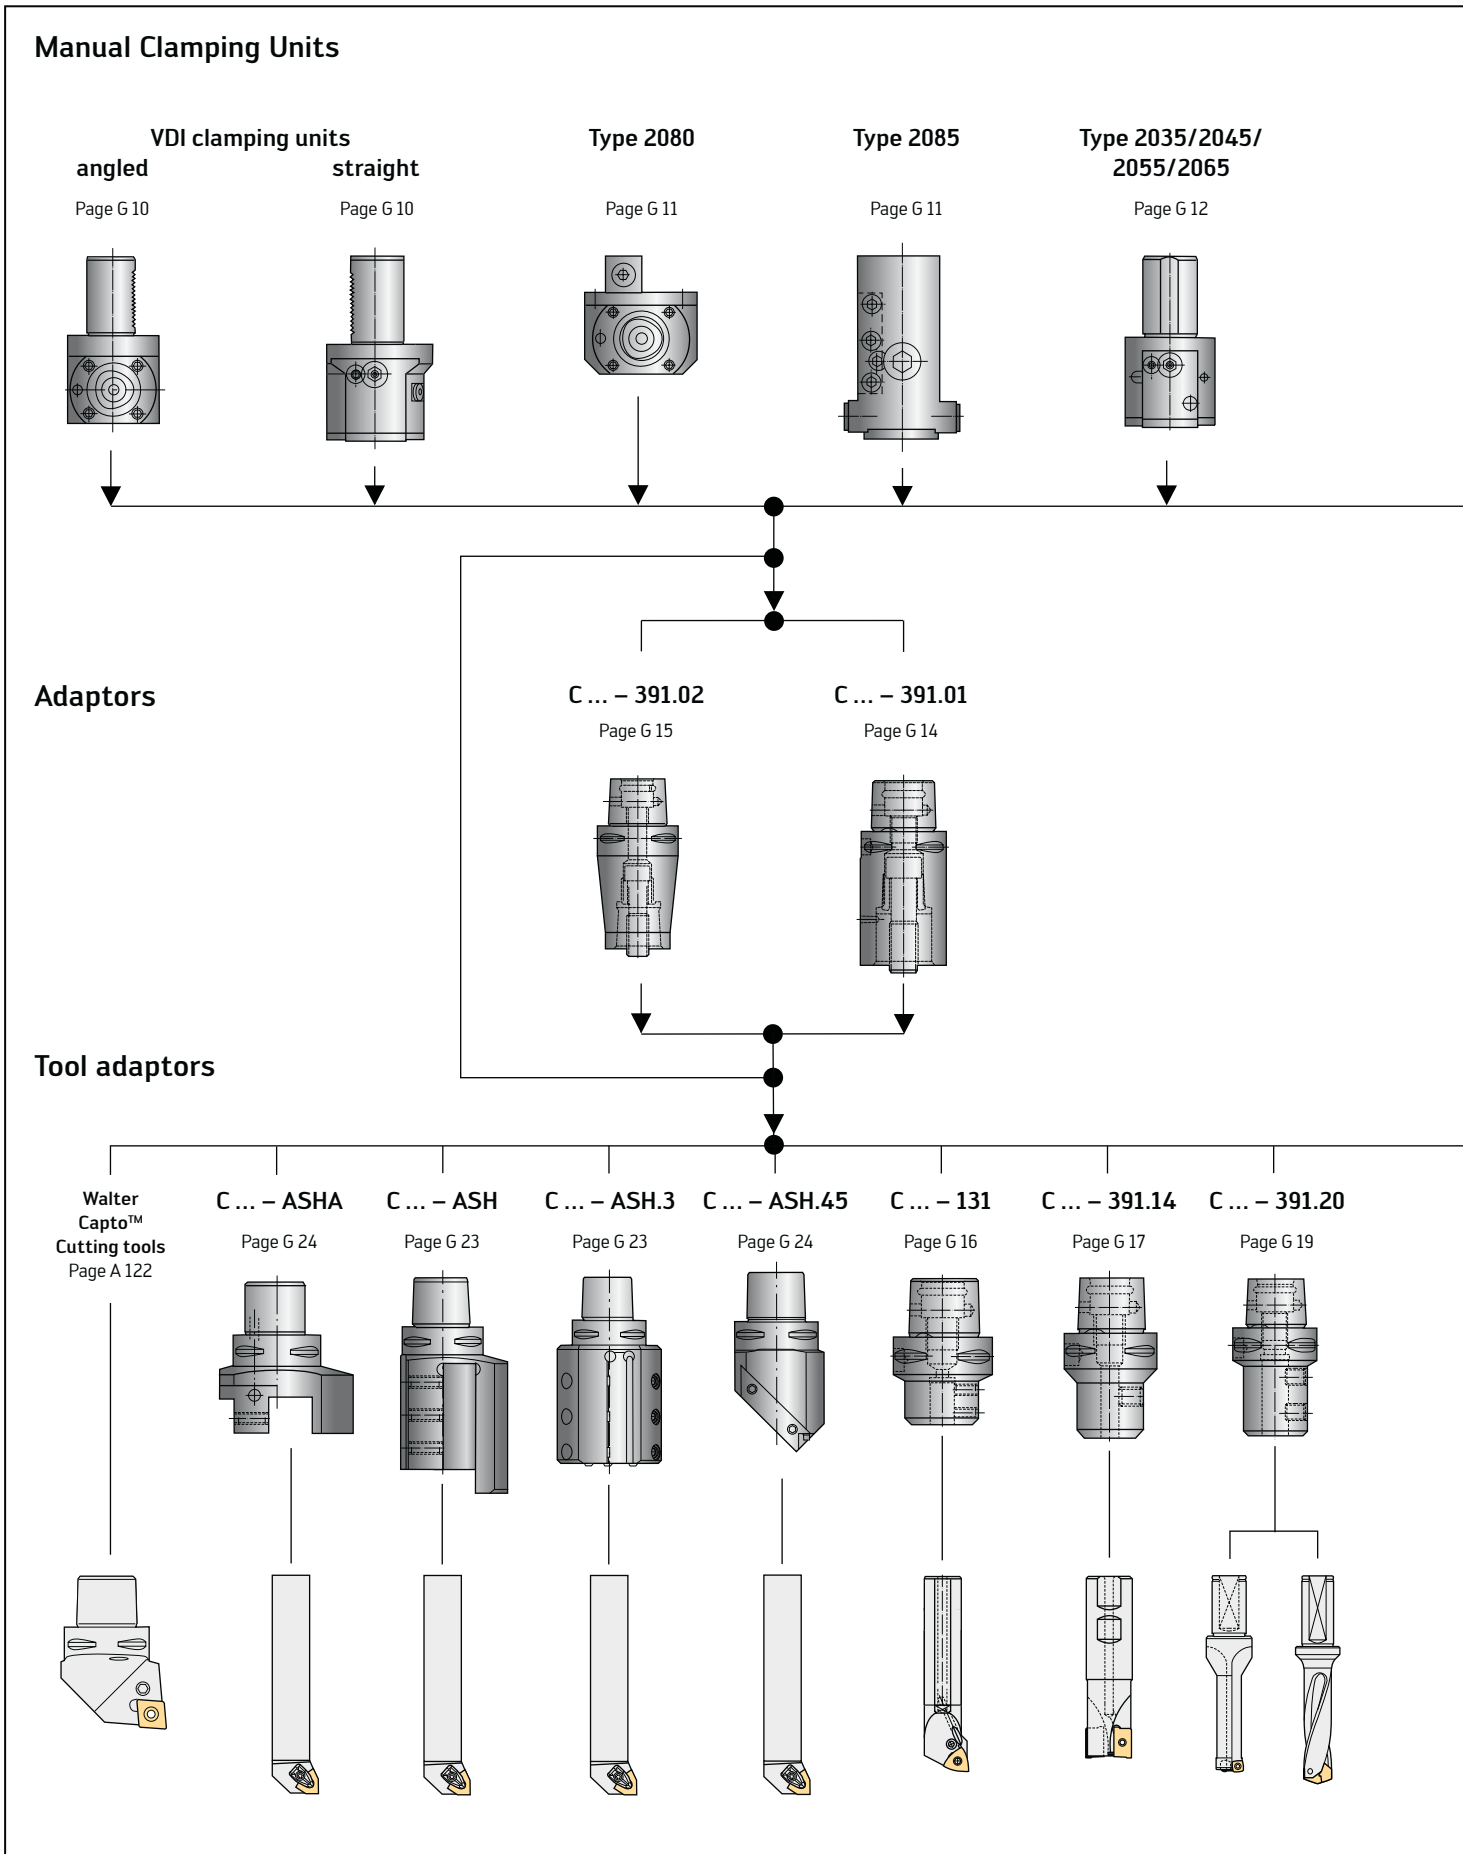 Manual Clamping Units
VDI clamping units
angled
straight
Type 2080
Type 2085
Type 2035/2045/
2055/2065
Page G 10
Page G 10
Page G 11
Page G 11
Page G 12
Adaptors
C ... – 391.02
C ... – 391.01
Page G 15
Page G 14
Tool adaptors
Walter
Capto™
Cutting tools
Page A 122
C ... – ASHA
Page G 24
C ... – ASH
Page G 23
C ... – ASH.3
Page G 23
C ... – ASH.45
Page G 24
C ... – 131
Page G 16
C ... – 391.14
Page G 17
C ... – 391.20
Page G 19